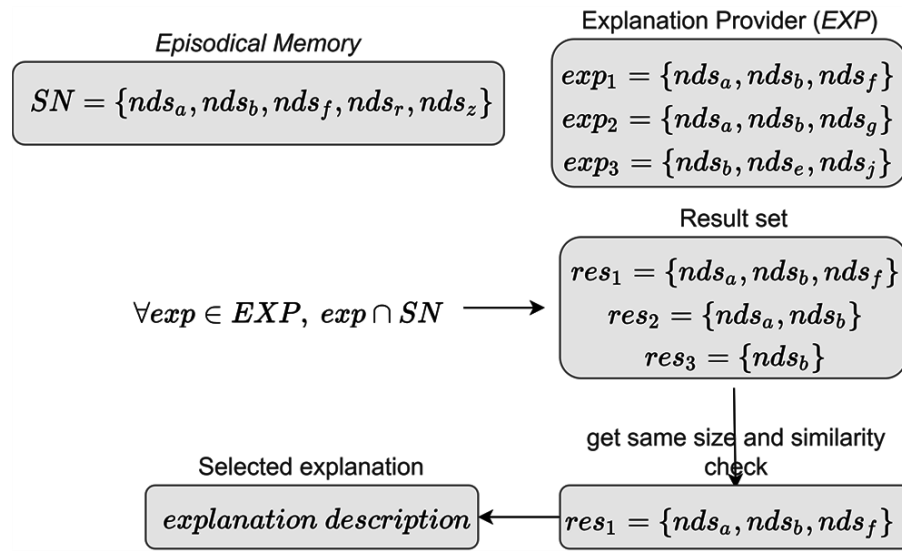 Episodical Memory
SN = {nds_a, nds_b, nds_f, nds_r, nds_z}
Explanation Provider (EXP)
exp_1 = {nds_a, nds_b, nds_f}
exp_2 = {nds_a, nds_b, nds_g}
exp_3 = {nds_b, nds_e, nds_j}
∀exp ∈ EXP, exp ∩ SN
Result set
res_1 = {nds_a, nds_b, nds_f}
res_2 = {nds_a, nds_b}
res_3 = {nds_b}
get same size and similarity
check
res_1 = {nds_a, nds_b, nds_f}
Selected explanation
explanation description